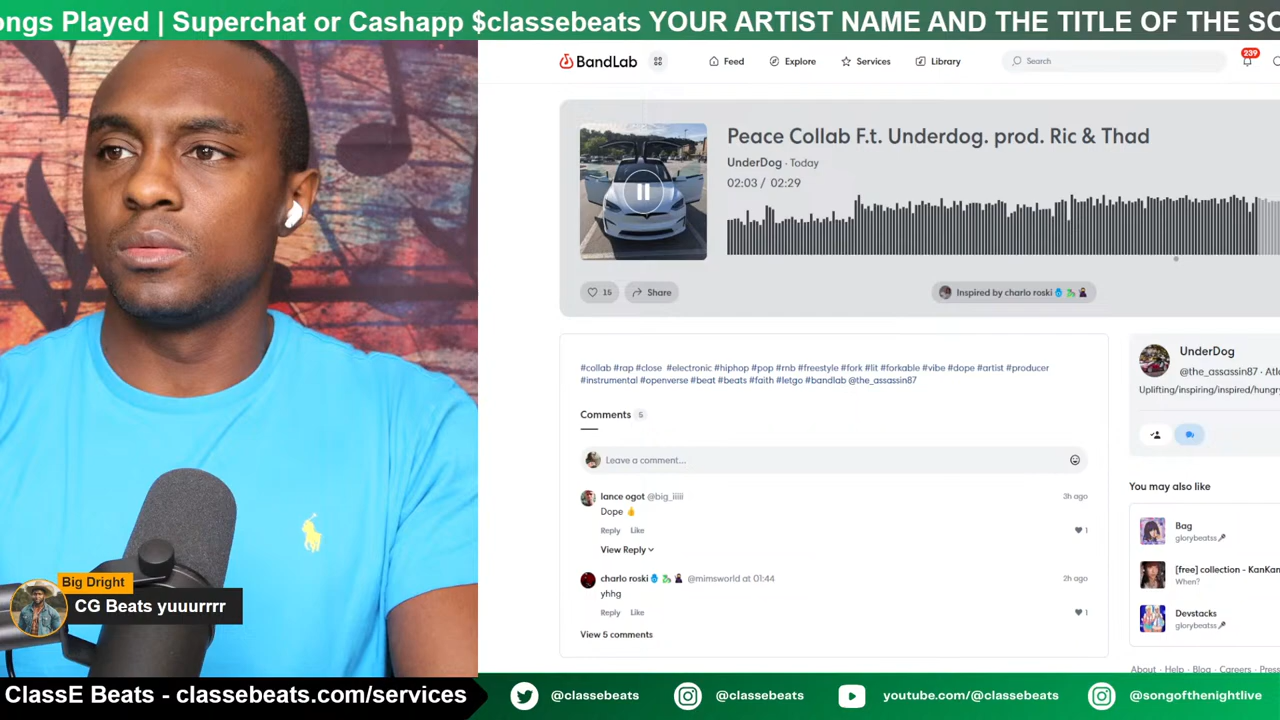 ongs Played | Superchat or Cashapp $classebeats YOUR ARTIST NAME AND THE TITLE OF THE SO
BandLab
Feed
Explore
Services
Library
Search
239
Peace Collab F.t. Underdog. prod. Ric & Thad
UnderDog · Today
02:03 / 02:29
15
Share
Inspired by charlo roski
#collab #rap #close #electronic #hiphop #pop #rnb #freestyle #fork #lit #forkable #vibe #dope #artist #producer
#instrumental #openverse #beat #beats #faith #letgo #bandlab @the_assassin87
Comments 5
Leave a comment...
lance ogot @big_iiiii
3h ago
Dope
Reply Like
1
View Reply
charlo roski @mimsworld at 01:44
2h ago
yhhg
Reply Like
1
View 5 comments
UnderDog
@the_assassin87 · Atl
Uplifting/inspiring/inspired/hungr
You may also like
Bag
glorybeatss
[free] collection - KanKan
When?
Devstacks
glorybeatss
About · Help · Blog · Careers · Press
Big Dright
CG Beats yuuurrrr
ClassE Beats - classebeats.com/services
@classebeats
@classebeats
youtube.com/@classebeats
@songofthenightlive